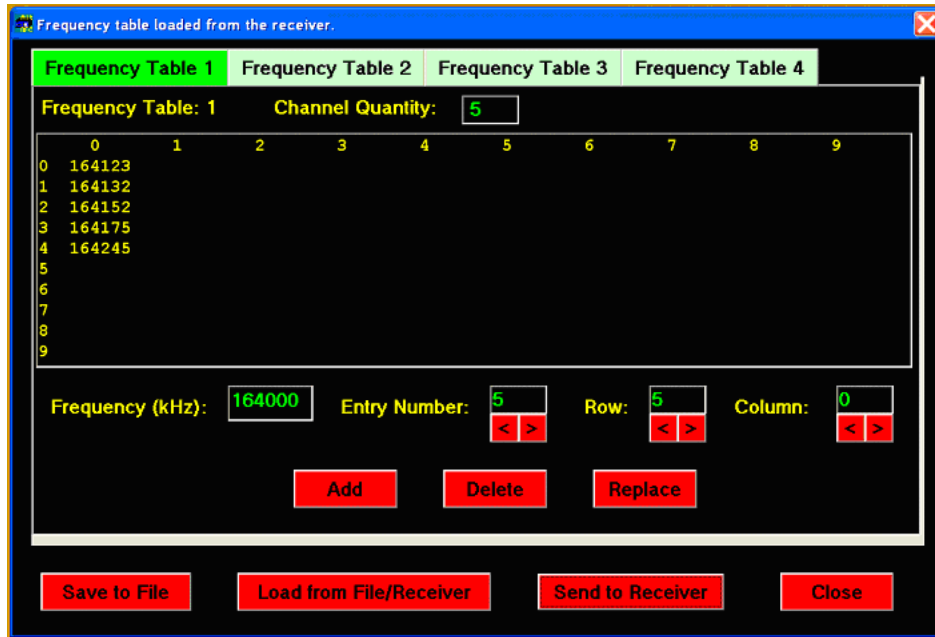 Frequency table loaded from the receiver.
Frequency Table 1 Frequency Table 2 Frequency Table 3 Frequency Table 4
Frequency Table: 1 Channel Quantity: 5
0 1 2 3 4 5 6 7 8 9
0 164123
1 164132
2 164152
3 164175
4 164245
5
6
7
8
9
Frequency (kHz): 164000 Entry Number: 5 Row: 5 Column: 0
< > < > < >
Add Delete Replace
Save to File Load from File/Receiver Send to Receiver Close